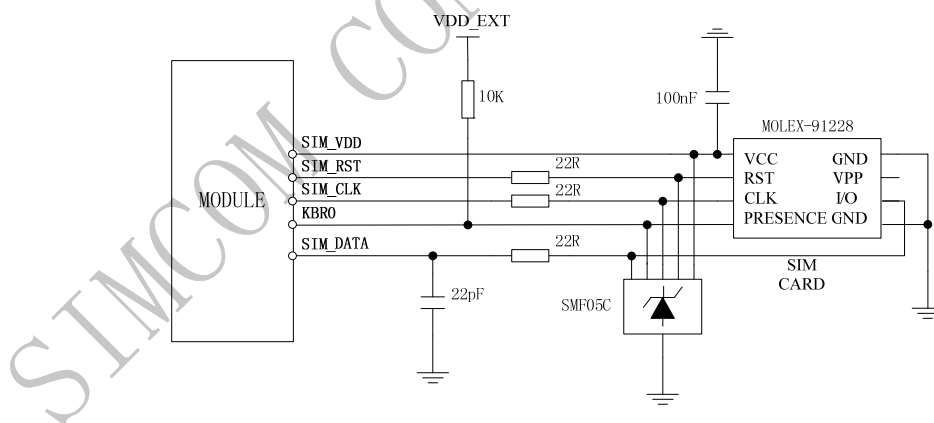 VDD_EXT
10K
100nF
MOLEX-91228
MODULE
SIM_VDD
SIM_RST
SIM_CLK
KBR0
SIM_DATA
22R
22R
22R
VCC GND
RST VPP
CLK I/O
PRESENCE GND
SIM
CARD
22pF
SMF05C
SIMCOM CO